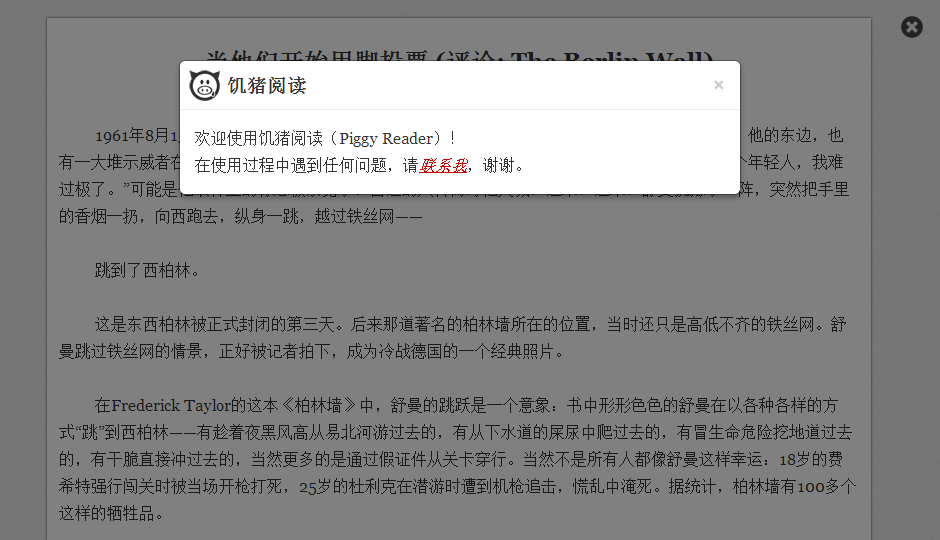 当他们开始用脚投票 (评论: The Berlin Wall)
饥猪阅读
×
欢迎使用饥猪阅读（Piggy Reader）!
在使用过程中遇到任何问题，请联系我，谢谢。
1961年8月1 他的东边，也
有一大堆示威者在 个年轻人，我难
过极了。”可能是 阵，突然把手里
的香烟一扔，向西跑去，纵身一跳，越过铁丝网——
跳到了西柏林。
这是东西柏林被正式封闭的第三天。后来那道著名的柏林墙所在的位置，当时还只是高低不齐的铁丝网。舒
曼跳过铁丝网的情景，正好被记者拍下，成为冷战德国的一个经典照片。
在Frederick Taylor的这本《柏林墙》中，舒曼的跳跃是一个意象：书中形形色色的舒曼在以各种各样的方
式“跳”到西柏林——有趁着夜黑风高从易北河游过去的，有从下水道的屎尿中爬过去的，有冒生命危险挖地道过去
的，有干脆直接冲过去的，当然更多的是通过假证件从关卡穿行。当然不是所有人都像舒曼这样幸运：18岁的费
希特强行闯关时被当场开枪打死，25岁的杜利克在潜游时遭到机枪追击，慌乱中淹死。据统计，柏林墙有100多个
这样的牺牲品。